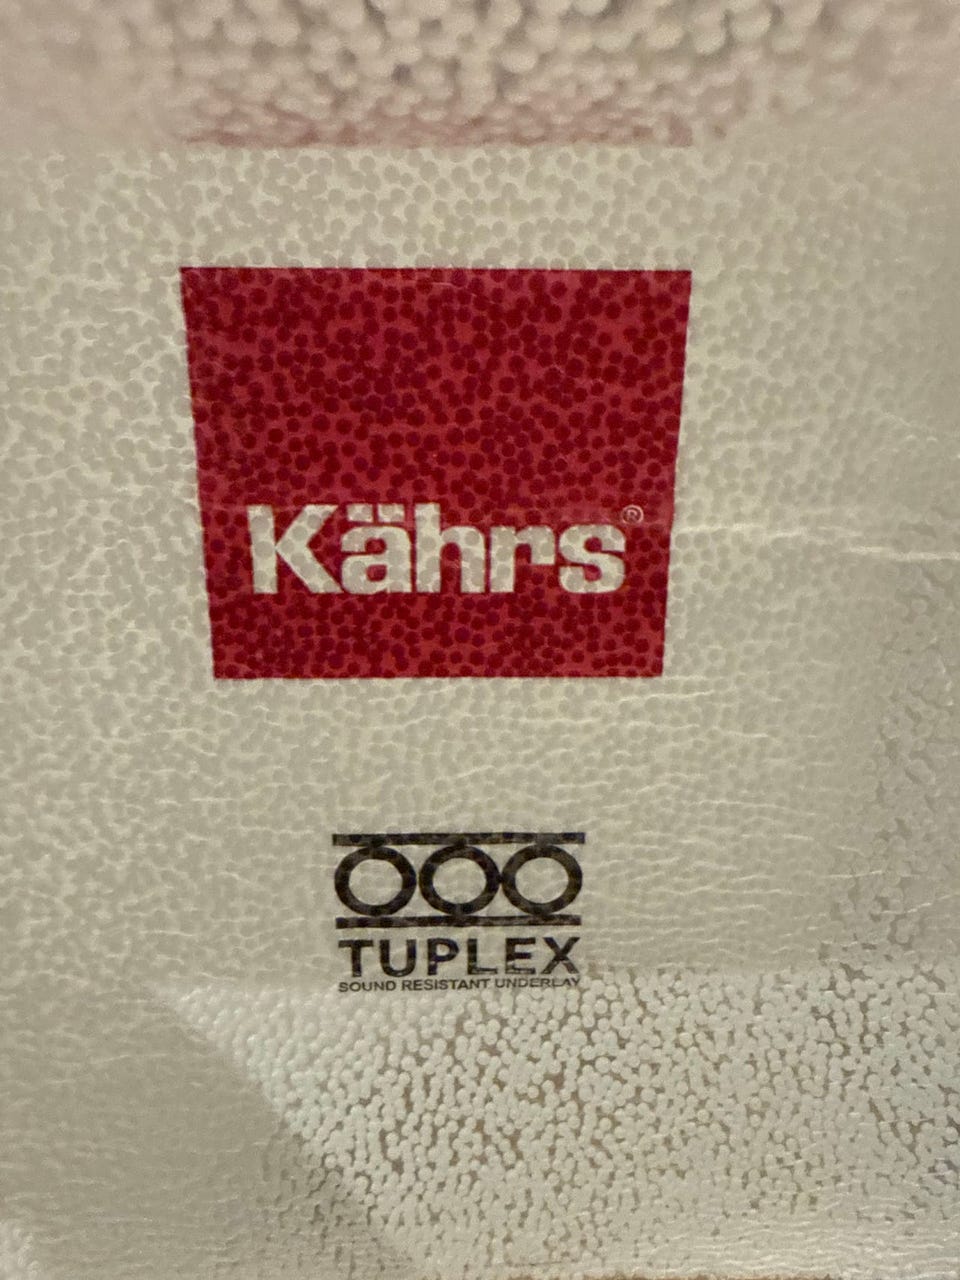 Kährs®
TUPLEX
SOUND RESISTANT UNDERLAY